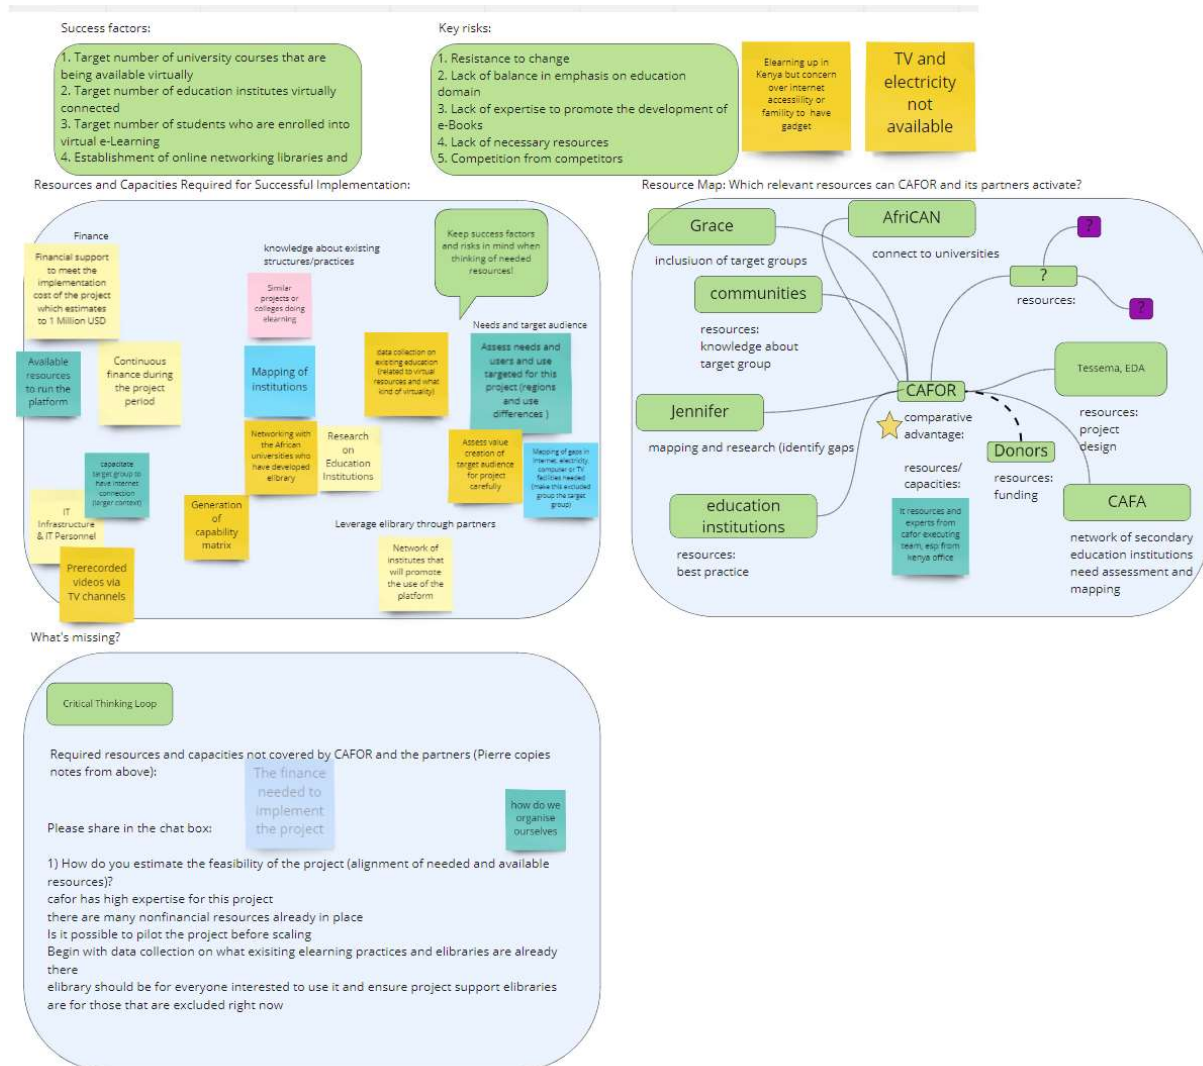 Success factors:
1. Target number of university courses that are
being available virtually
2. Target number of education institutes virtually
connected
3. Target number of students who are enrolled into
virtual e-Learning
4. Establishment of online networking libraries and
Key risks:
1. Resistance to change
2. Lack of balance in emphasis on education
domain
3. Lack of expertise to promote the development of
e-Books
4. Lack of necessary resources
5. Competition from competitors
Elearning up in
Kenya but concern
over internet
accessiility or
famility to have
gadget
TV and
electricity
not
available
Resources and Capacities Required for Successful Implementation:
Finance
Financial support
to meet the
implementation
cost of the project
which estimates
to 1 Million USD
Available
resources
to run the
platform
Continuous
finance during
the project
period
capacitate
target group to
have internet
connection
(larger context)
IT
Infrastructure
& IT Personnel
Prerecorded
videos via
TV channels
knowledge about existing
structures/practices
Similar
projects or
colleges doing
elearning
Mapping of
institutions
Networking with
the African
universities who
have developed
elibrary
Research
on
Education
Institutions
Generation
of
capability
matrix
Keep success factors
and risks in mind when
thinking of needed
resources!
data collection on
existing education
(related to virtual
resources and what
kind of virtuality)
Needs and target audience
Assess needs and
users and use
targeted for this
project (regions
and use
differences )
Assess value
creation of
target audience
for project
carefully
Mapping of gaps in
internet, electricity,
computer or TV
facilities needed
(make this excluded
group the target
group)
Leverage elibrary through partners
Network of
institutes that
will promote
the use of the
platform
Resource Map: Which relevant resources can CAFOR and its partners activate?
Grace
inclusiuon of target groups
AfriCAN
connect to universities
?
?
resources:
?
communities
resources:
knowledge about
target group
CAFOR
comparative
advantage:
Tessema, EDA
resources:
project
design
Jennifer
mapping and research (identify gaps
Donors
resources:
funding
resources/
capacities:
It resources and
experts from
cafor executing
team, esp from
kenya office
education
institutions
resources:
best practice
CAFA
network of secondary
education institutions
need assessment and
mapping
What's missing?
Critical Thinking Loop
Required resources and capacities not covered by CAFOR and the partners (Pierre copies
notes from above):
The finance
needed to
implement
the project
how do we
organise
ourselves
Please share in the chat box:
1) How do you estimate the feasibility of the project (alignment of needed and available
resources)?
cafor has high expertise for this project
there are many nonfinancial resources already in place
Is it possible to pilot the project before scaling
Begin with data collection on what exisiting elearning practices and elibraries are already
there
elibrary should be for everyone interested to use it and ensure project support elibraries
are for those that are excluded right now